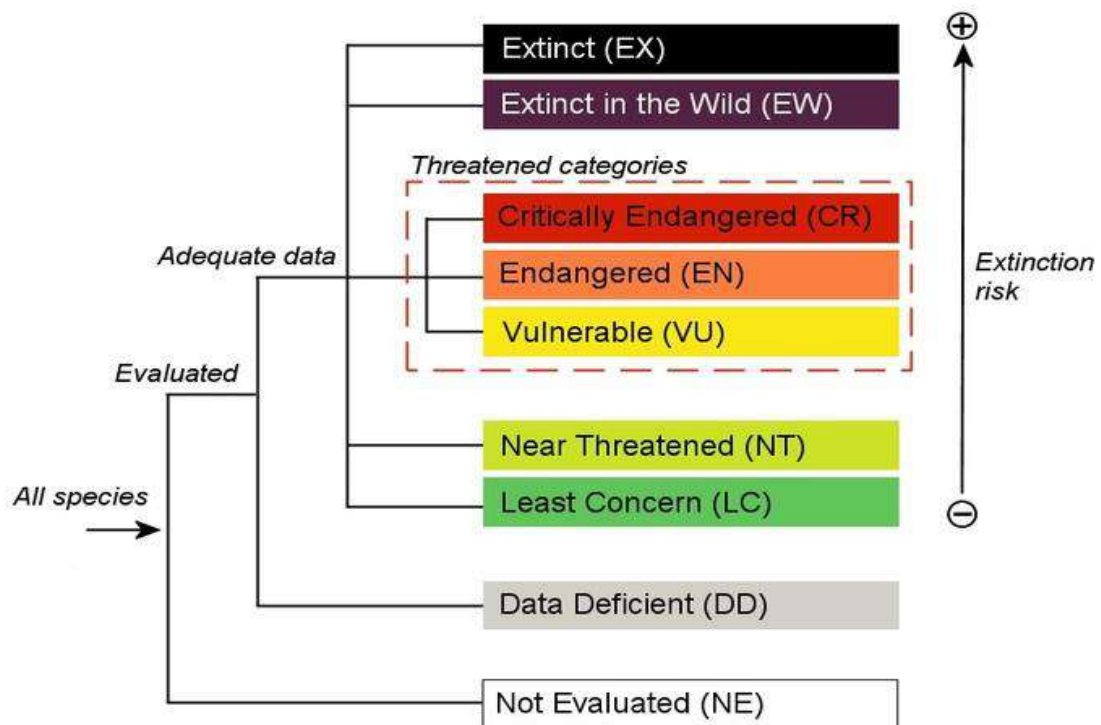 Extinct (EX)
Extinct in the Wild (EW)
Threatened categories
Critically Endangered (CR)
Adequate data
Endangered (EN)
Extinction
risk
Vulnerable (VU)
Evaluated
Near Threatened (NT)
All species
Least Concern (LC)
Data Deficient (DD)
Not Evaluated (NE)